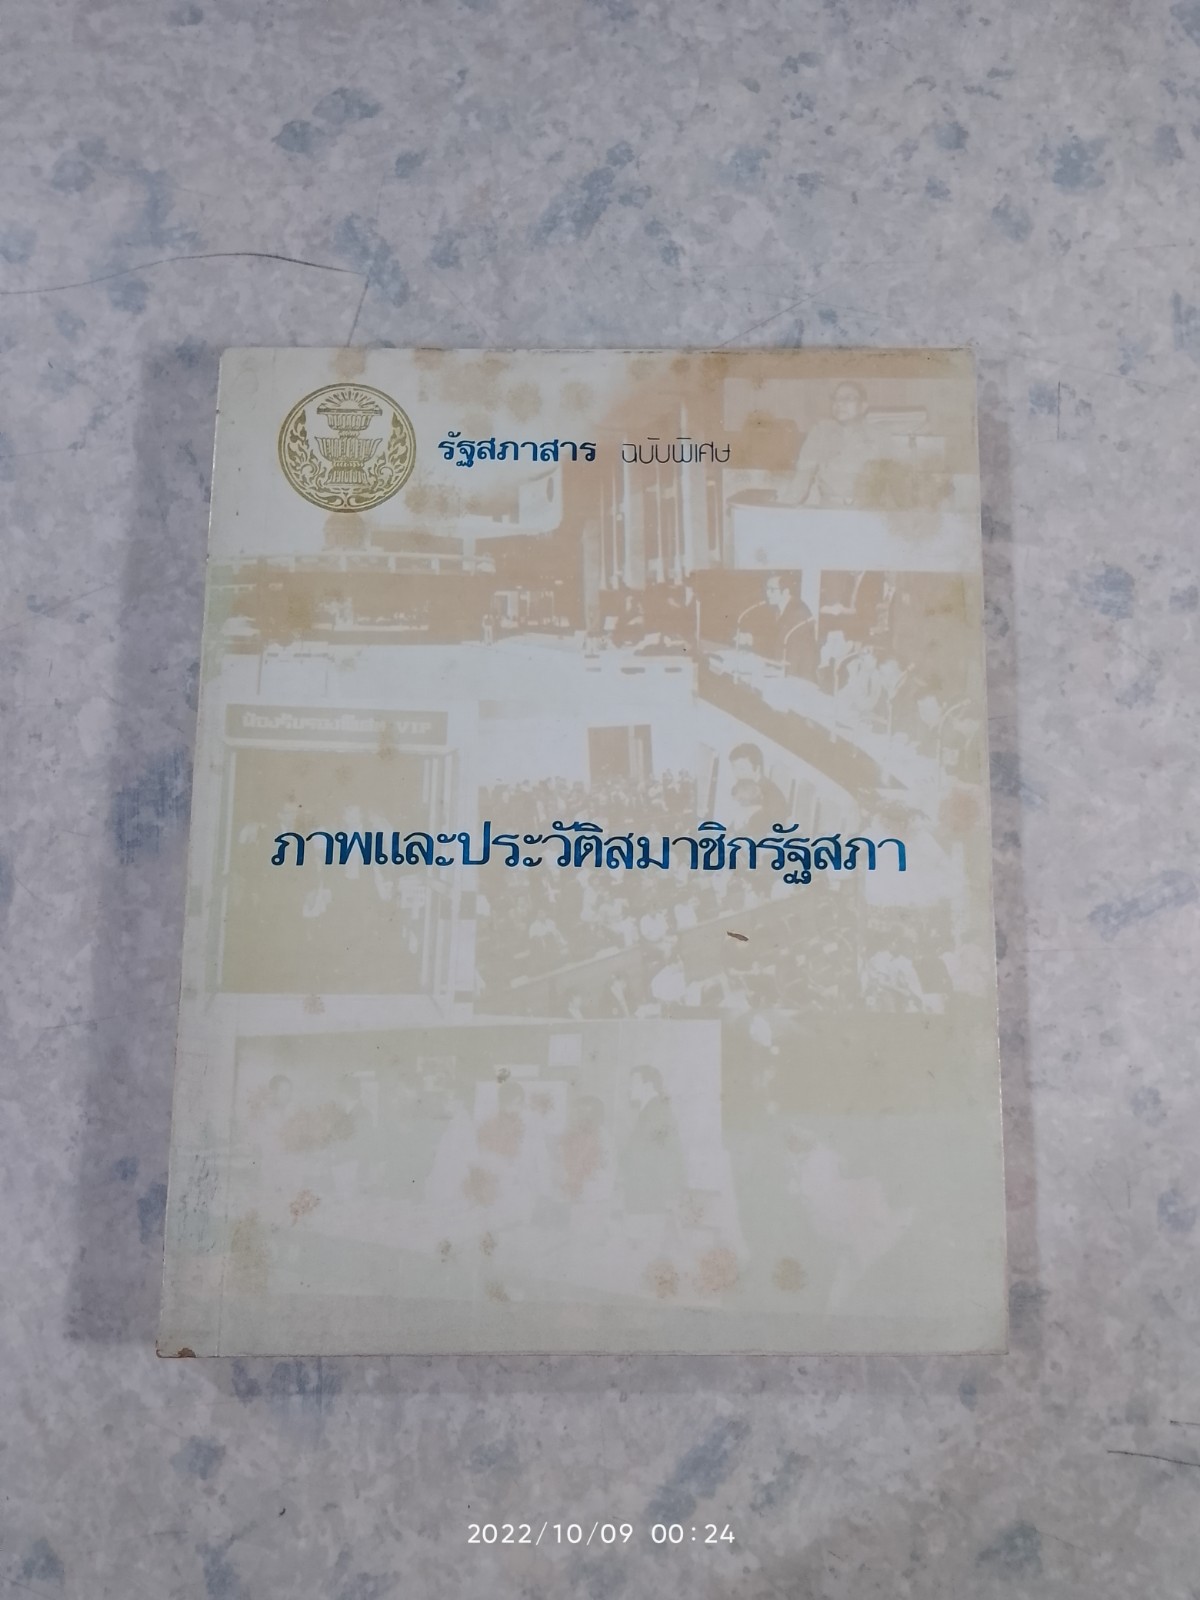 รัฐสภาสาร ฉบับพิเศษ
ภาพและประวัติสมาชิกรัฐสภา
2022/10/09 00:24